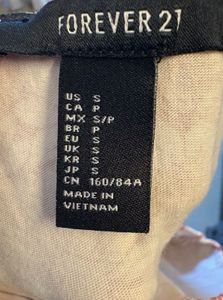 FOREVER 21
US S
CA P
MX S/P
BR P
EU S
UK S
KR S
JP S
CN 160/84A
MADE IN
VIETNAM